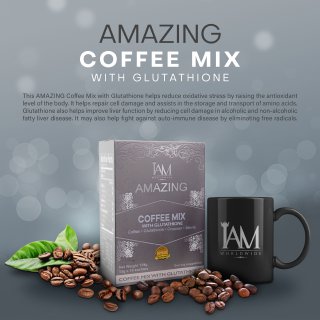 AMAZING
COFFEE MIX
WITH GLUTATHIONE
This AMAZING Coffee Mix with Glutathione helps reduce oxidative stress by raising the antioxidant
level of the body. It helps repair cell damage and assists in the storage and transport of amino acids.
Glutathione also helps improve liver function by reducing cell damage in alcoholic and non-alcoholic
fatty liver disease. It may also help fight against auto-immune disease by eliminating free radicals.
IAM
AMAZING
COFFEE MIX
WITH GLUTATHIONE
COFFEE MIX WITH GLUTATHIONE
IAM
WORLDWIDE